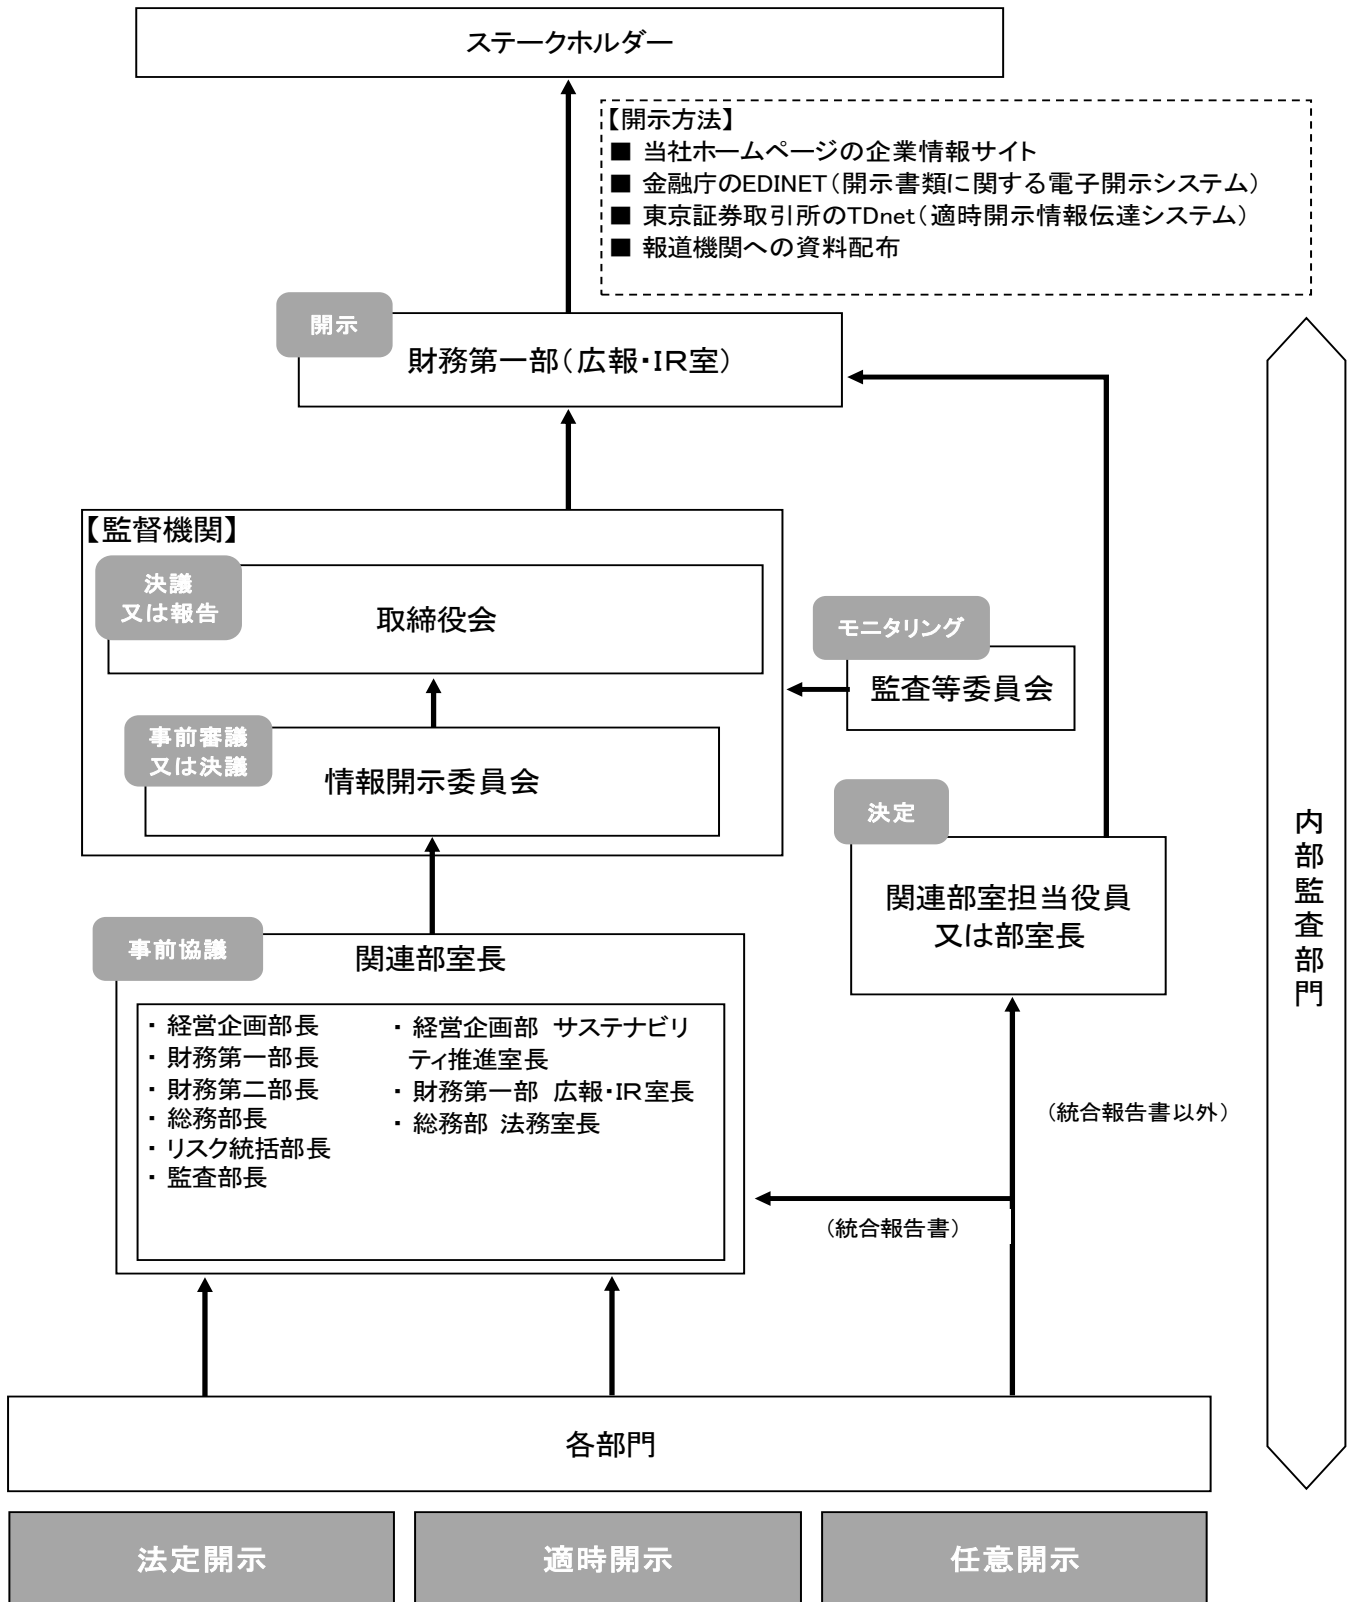 ステークホルダー
【開示方法】
■ 当社ホームページの企業情報サイト
■ 金融庁のEDINET(開示書類に関する電子開示システム)
■ 東京証券取引所のTDnet(適時開示情報伝達システム)
■ 報道機関への資料配布
開示
財務第一部(広報・IR室)
【監督機関】
決議
又は報告
取締役会
モニタリング
監査等委員会
事前審議
又は決議
情報開示委員会
決定
関連部室担当役員
又は部室長
内部監査部門
事前協議
関連部室長
・ 経営企画部長
・ 財務第一部長
・ 財務第二部長
・ 総務部長
・ リスク統括部長
・ 監査部長
・ 経営企画部 サステナビリ
ティ推進室長
・ 財務第一部 広報・IR室長
・ 総務部 法務室長
(統合報告書以外)
(統合報告書)
各部門
法定開示
適時開示
任意開示